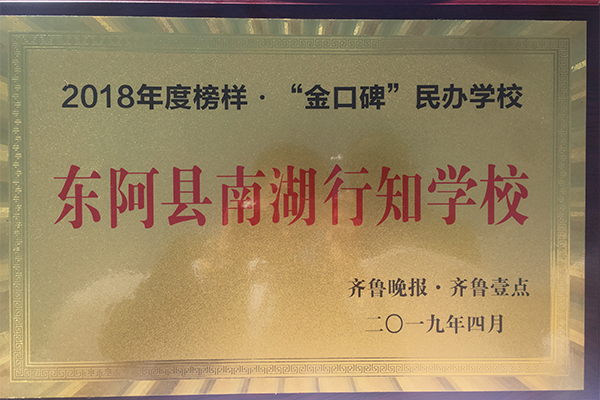 2018年度榜样·“金口碑”民办学校
东阿县南湖行知学校
齐鲁晚报·齐鲁壹点
二〇一九年四月